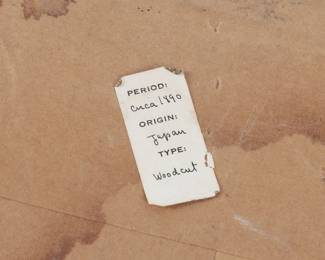 PERIOD:
Circa 1890
ORIGIN:
Japan
TYPE:
Woodcut